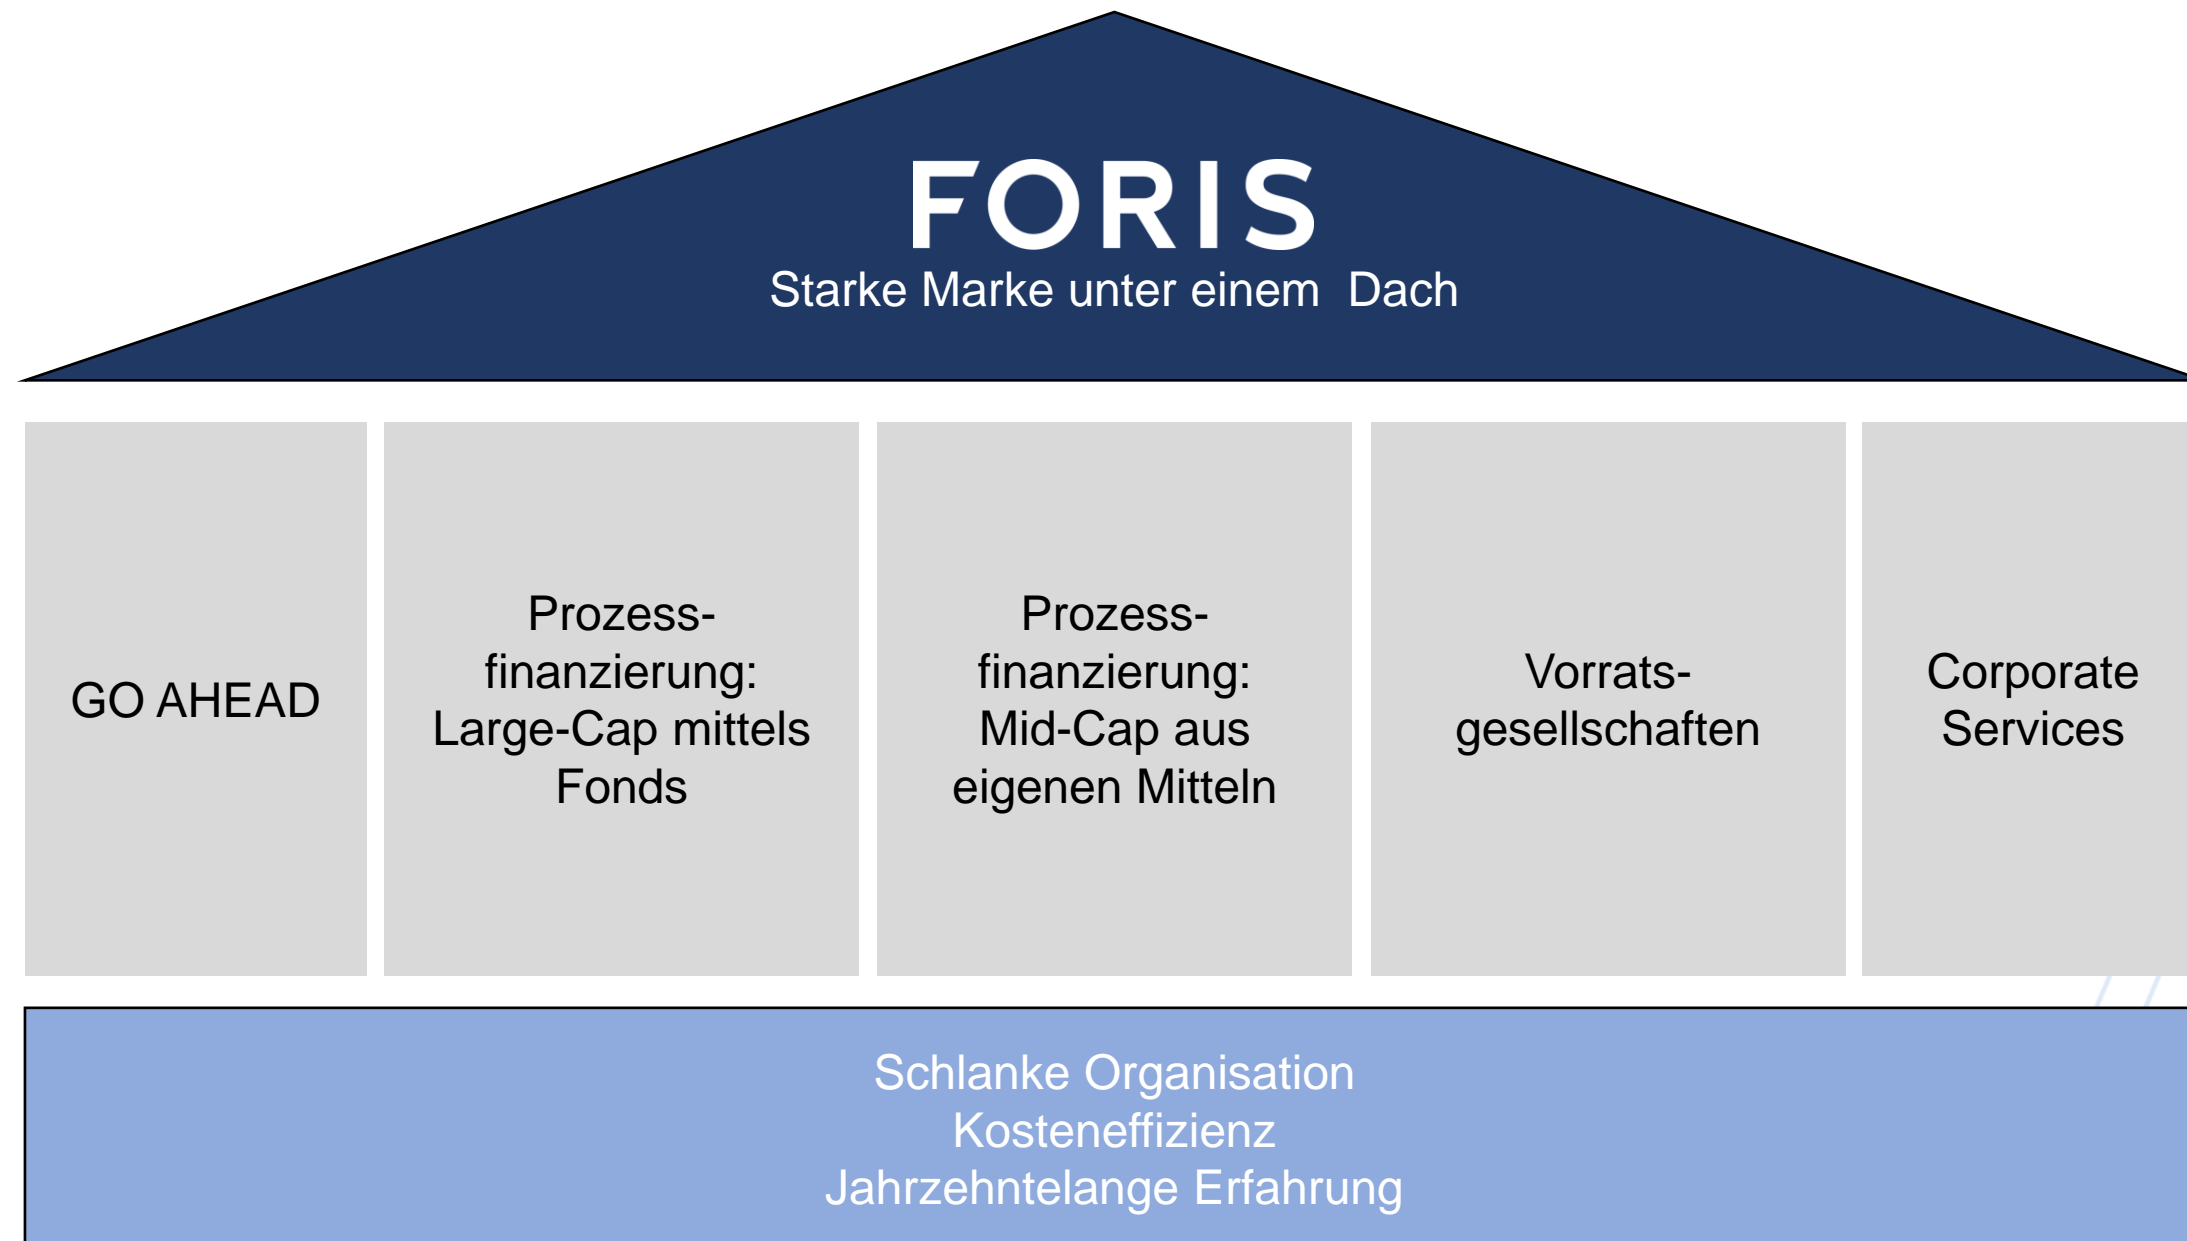 FORIS
Starke Marke unter einem Dach
GO AHEAD
Prozess-
finanzierung:
Large-Cap mittels
Fonds
Prozess-
finanzierung:
Mid-Cap aus
eigenen Mitteln
Vorrats-
gesellschaften
Corporate
Services
Schlanke Organisation
Kosteneffizienz
Jahrzehntelange Erfahrung